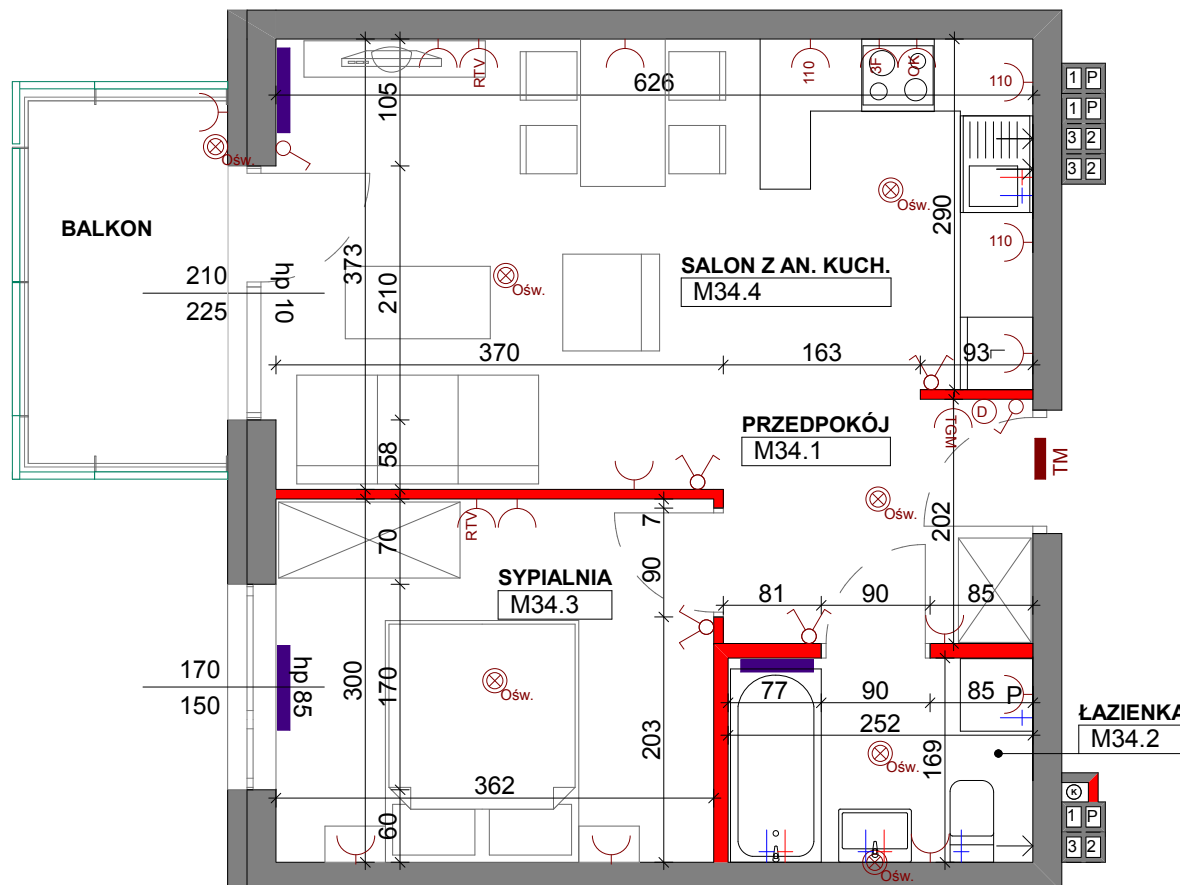 RTV
110
3F
OK
110
1 P
1 P
3 2
3 2
105
626
Ośw.
BALKON
Ośw.
290
110
210
225
hp 10
373
210
Ośw.
SALON Z AN. KUCH.
M34.4
370
163
93
PRZEDPOKÓJ
M34.1
TGM
D
TM
58
RTV
7
Ośw.
202
70
90
SYPIALNIA
M34.3
81
90
85
170
150
hp 85
300
170
Ośw.
77
90
85
P
252
ŁAZIENKA
M34.2
203
Ośw.
169
362
60
K
1 P
3 2
Ośw.